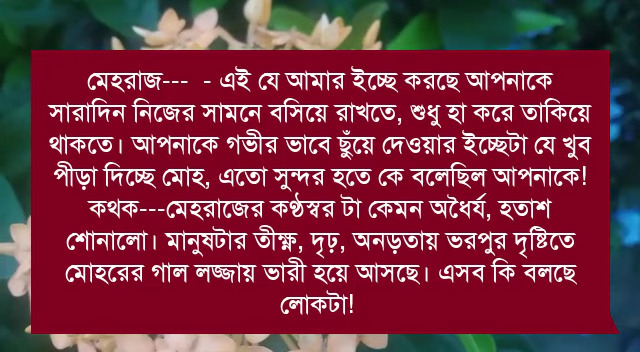 মেহরাজ---  - এই যে আমার ইচ্ছে করছে আপনাকে
সারাদিন নিজের সামনে বসিয়ে রাখতে, শুধু হা করে তাকিয়ে
থাকতে। আপনাকে গভীর ভাবে ছুঁয়ে দেওয়ার ইচ্ছেটা যে খুব
পীড়া দিচ্ছে মোহ, এতো সুন্দর হতে কে বলেছিল আপনাকে!
কথক---মেহরাজের কণ্ঠস্বর টা কেমন অধৈর্য, হতাশ
শোনালো। মানুষটার তীক্ষ্ণ, দৃঢ়, অনড়তায় ভরপুর দৃষ্টিতে
মোহরের গাল লজ্জায় ভারী হয়ে আসছে। এসব কি বলছে
লোকটা!